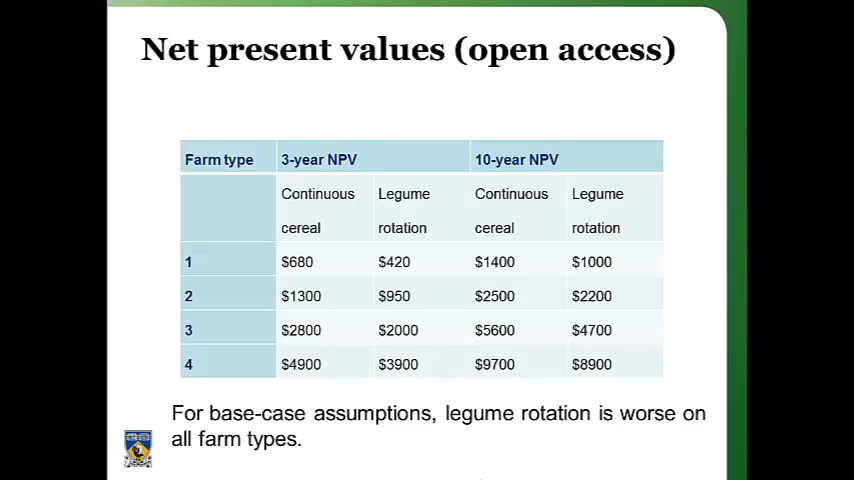 Net present values (open access)
Farm type 3-year NPV 10-year NPV
Continuous Legume Continuous Legume
cereal rotation cereal rotation
1 $680 $420 $1400 $1000
2 $1300 $950 $2500 $2200
3 $2800 $2000 $5600 $4700
4 $4900 $3900 $9700 $8900
For base-case assumptions, legume rotation is worse on
all farm types.